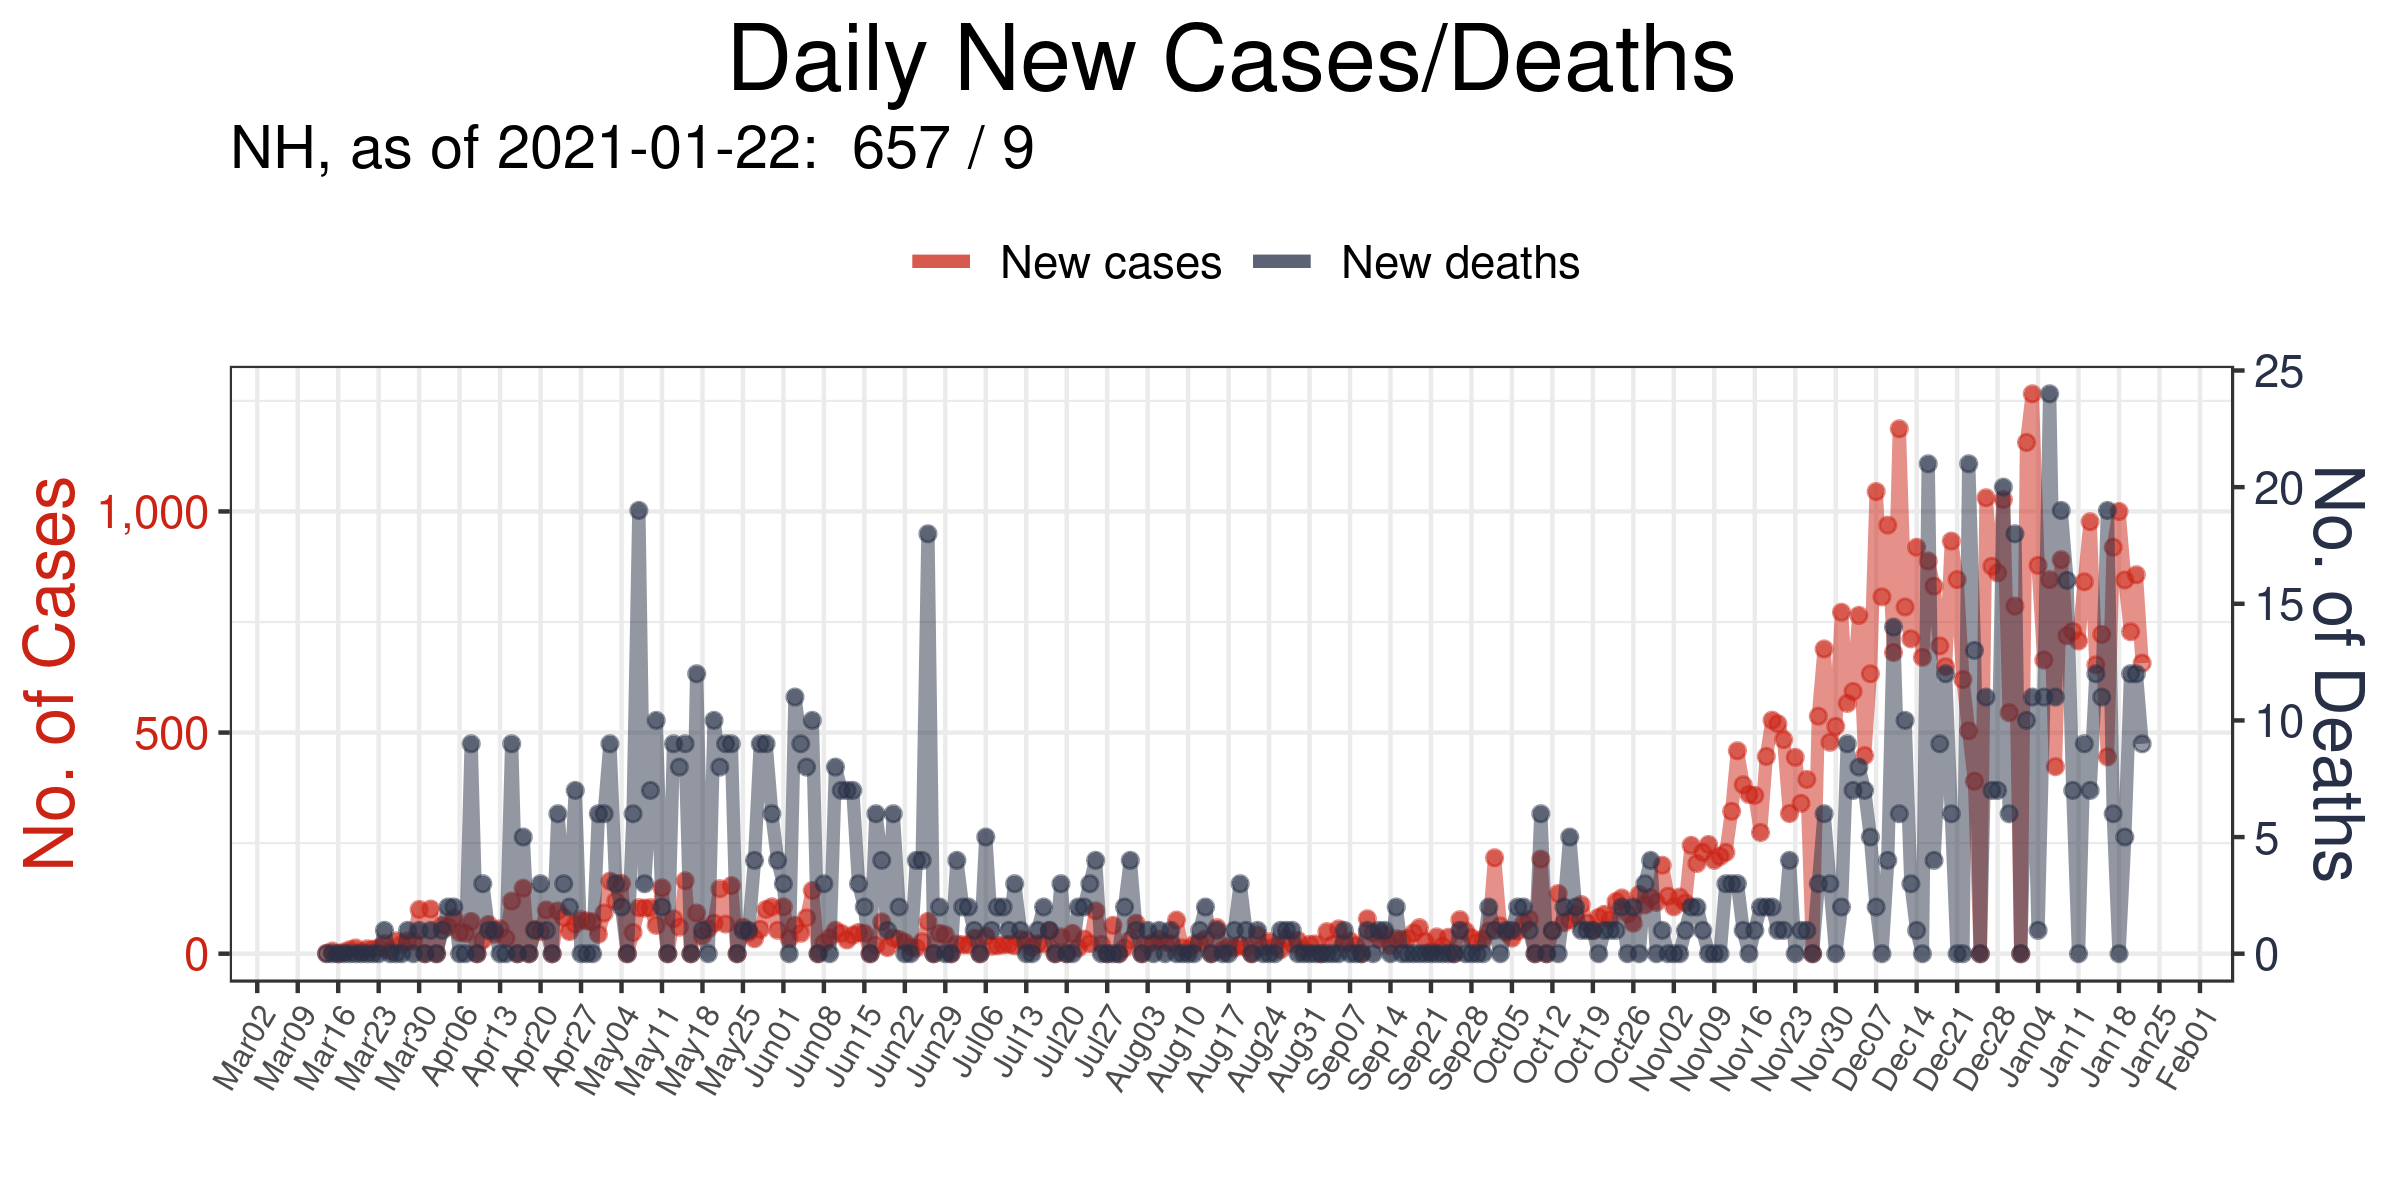 Daily New Cases/Deaths
NH, as of 2021-01-22:  657 / 9
New cases
New deaths
No. of Cases
1,000
500
0
25
20
15
10
5
0
No. of Deaths
Mar02
Mar09
Mar16
Mar23
Mar30
Apr06
Apr13
Apr20
Apr27
May04
May11
May18
May25
Jun01
Jun08
Jun15
Jun22
Jun29
Jul06
Jul13
Jul20
Jul27
Aug03
Aug10
Aug17
Aug24
Aug31
Sep07
Sep14
Sep21
Sep28
Oct05
Oct12
Oct19
Oct26
Nov02
Nov09
Nov16
Nov23
Nov30
Dec07
Dec14
Dec21
Dec28
Jan04
Jan11
Jan18
Jan25
Feb01